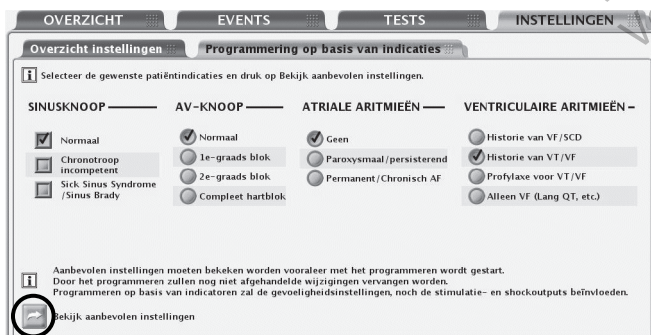 OVERZICHT EVENTS TESTS INSTELLINGEN
Overzicht instellingen Programmering op basis van indicaties
i Selecteer de gewenste patiëntindicaties en druk op Bekijk aanbevolen instellingen.
SINUSKNOOP
Normaal
Chronotroop
incompetent
Sick Sinus Syndrome
/Sinus Brady
AV-KNOOP
Normaal
1e-graads blok
2e-graads blok
Compleet hartblok
ATRIALE ARITMIEËN
Geen
Paroxysmaal/persisterend
Permanent/Chronisch AF
VENTRICULAIRE ARITMIEËN
Historie van VF/SCD
Historie van VT/VF
Profylaxe voor VT/VF
Alleen VF (Lang QT, etc.)
Aanbevolen instellingen moeten bekeken worden vooraleer met het programmeren wordt gestart.
i Door het programmeren zullen nog niet afgehandelde wijzigingen vervangen worden.
Programmeren op basis van indicatoren zal de gevoeligheidsinstellingen, noch de stimulatie- en shockoutputs beïnvloeden.
Bekijk aanbevolen instellingen